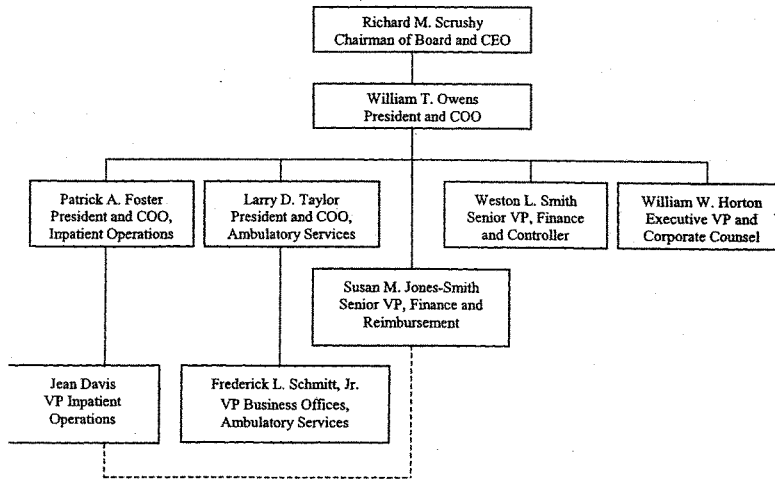 Richard M. Scrushy
Chairman of Board and CEO
William T. Owens
President and COO
Patrick A. Foster
President and COO,
Inpatient Operations
Larry D. Taylor
President and COO,
Ambulatory Services
Weston L. Smith
Senior VP, Finance
and Controller
William W. Horton
Executive VP and
Corporate Counsel
Susan M. Jones-Smith
Senior VP, Finance and
Reimbursement
Jean Davis
VP Inpatient
Operations
Frederick L. Schmitt, Jr.
VP Business Offices,
Ambulatory Services